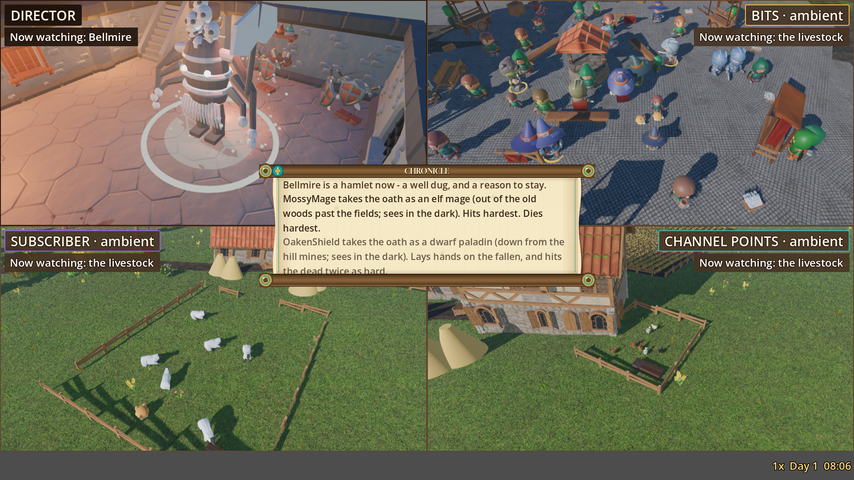 DIRECTOR
Now watching: Bellmire
BITS · ambient
Now watching: the livestock
CHRONICLE
Bellmire is a hamlet now - a well dug, and a reason to stay.
MossyMage takes the oath as an elf mage (out of the old
woods past the fields; sees in the dark). Hits hardest. Dies
hardest.
OakenShield takes the oath as a dwarf paladin (down from the
hill mines; sees in the dark). Lays hands on the fallen, and hits
the dead twice as hard.
SUBSCRIBER · ambient
Now watching: the livestock
CHANNEL POINTS · ambient
Now watching: the livestock
1x Day 1 08:06